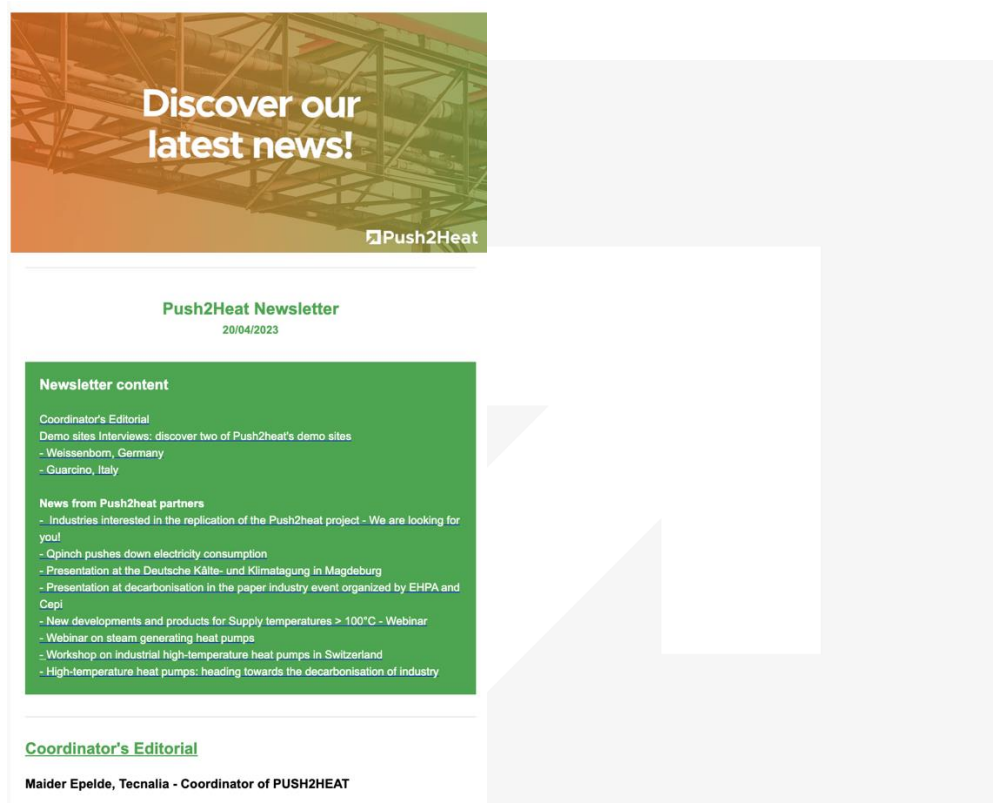 Discover our
latest news!
Push2Heat
Push2Heat Newsletter
20/04/2023
Newsletter content
Coordinator's Editorial
Demo sites Interviews: discover two of Push2heat's demo sites
- Weissenborn, Germany
- Guarcino, Italy
News from Push2heat partners
- Industries interested in the replication of the Push2heat project - We are looking for
you!
- Qpinch pushes down electricity consumption
- Presentation at the Deutsche Kälte- und Klimatagung in Magdeburg
- Presentation at decarbonisation in the paper industry event organized by EHPA and
Cepi
- New developments and products for Supply temperatures > 100°C - Webinar
- Webinar on steam generating heat pumps
- Workshop on industrial high-temperature heat pumps in Switzerland
- High-temperature heat pumps: heading towards the decarbonisation of industry
Coordinator's Editorial
Maider Epelde, Tecnalia - Coordinator of PUSH2HEAT